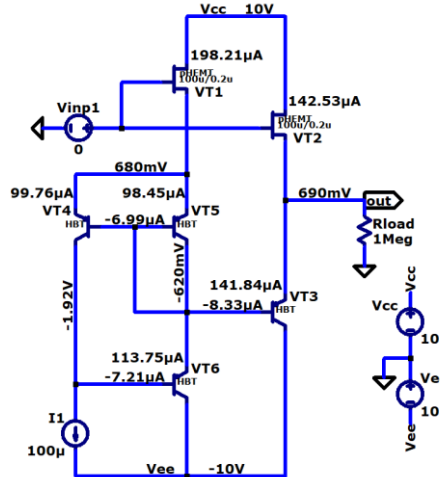 Vcc 10V
198.21µA
pHEMT
100u/0.2u
VT1
142.53µA
Vinp1
pHEMT
100u/0.2u
VT2
0
680mV
690mV
out
99.76µA
98.45µA
VT4
VT5
Rload
HBT
-6.99µA
HBT
1Meg
-1.92V
-620mV
141.84µA
Vcc
VT3
Vcc
-8.33µA
HBT
10
113.75µA
VT6
Ve
-7.21µA
HBT
10
I1
100µ
Vee
Vee -10V